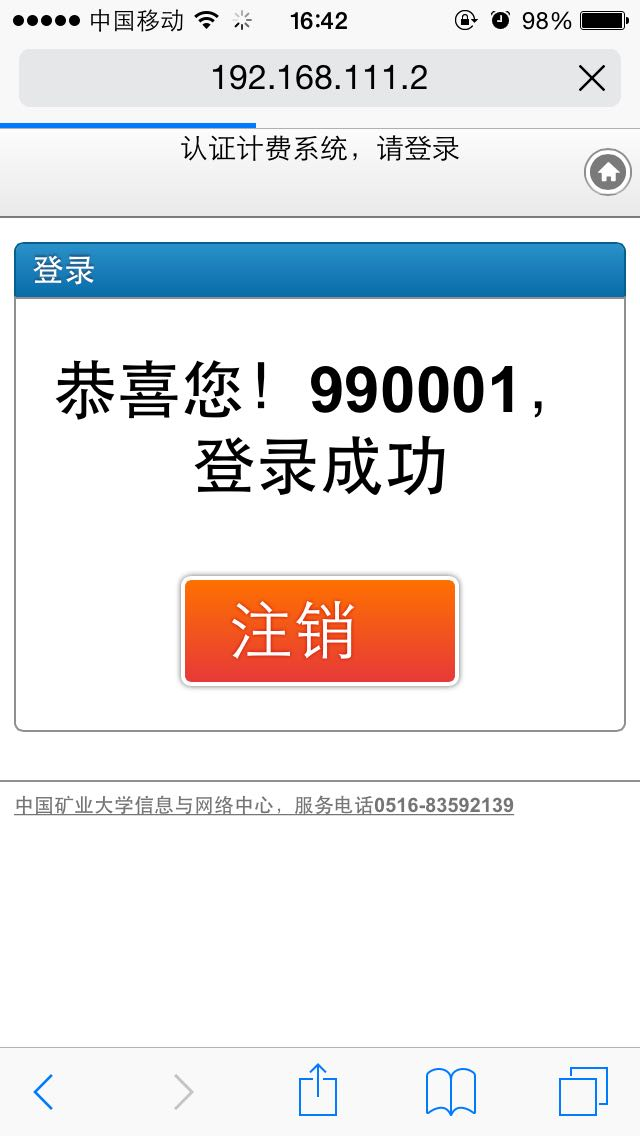 中国移动 16:42 98%
192.168.111.2
认证计费系统，请登录
登录
恭喜您！990001，
登录成功
注销
中国矿业大学信息与网络中心，服务电话0516-83592139